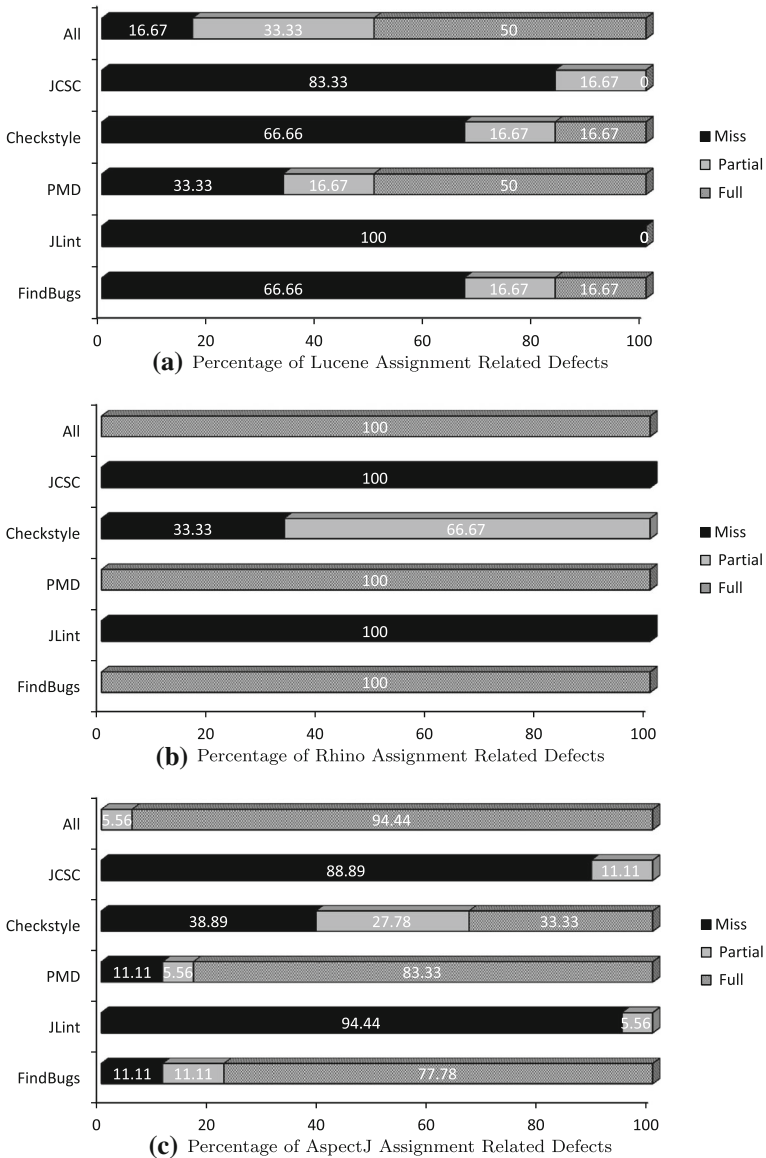 All 16.67 33.33 50
JCSC 83.33 16.67 0
Checkstyle 66.66 16.67 16.67
PMD 33.33 16.67 50
JLint 100 0
FindBugs 66.66 16.67 16.67
0 20 40 60 80 100
Miss
Partial
Full
(a) Percentage of Lucene Assignment Related Defects
All 100
JCSC 100
Checkstyle 33.33 66.67
PMD 100
JLint 100
FindBugs 100
0 20 40 60 80 100
Miss
Partial
Full
(b) Percentage of Rhino Assignment Related Defects
All 5.56 94.44
JCSC 88.89 11.11
Checkstyle 38.89 27.78 33.33
PMD 11.11 5.56 83.33
JLint 94.44 5.56
FindBugs 11.11 11.11 77.78
0 20 40 60 80 100
Miss
Partial
Full
(c) Percentage of AspectJ Assignment Related Defects